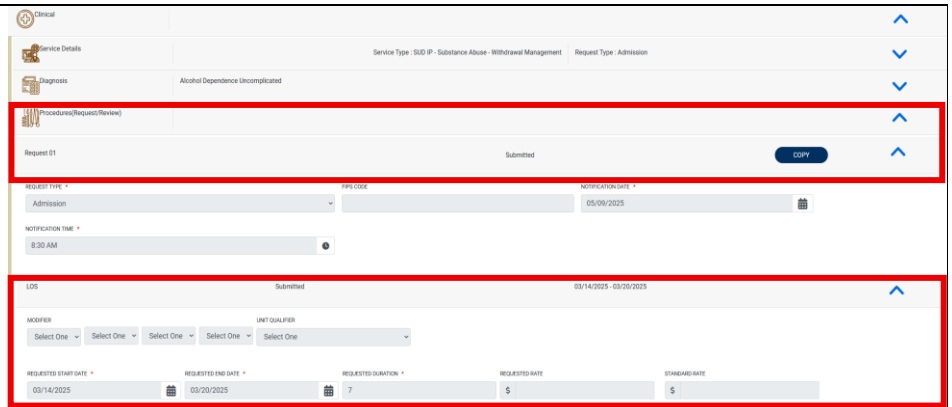 Clinical
Service Details Service Type : SUD IP - Substance Abuse - Withdrawal Management Request Type : Admission
Diagnosis Alcohol Dependence Uncomplicated
Procedures(Request/Review)
Request 01 Submitted COPY
REQUEST TYPE * FIPS CODE NOTIFICATION DATE *
Admission 05/09/2025
NOTIFICATION TIME *
8:30 AM
LOS Submitted 03/14/2025 - 03/20/2025
MODIFIER UNIT QUALIFIER
Select One Select One Select One Select One Select One
REQUESTED START DATE * REQUESTED END DATE * REQUESTED DURATION * REQUESTED RATE STANDARD RATE
03/14/2025 03/20/2025 7 $ $